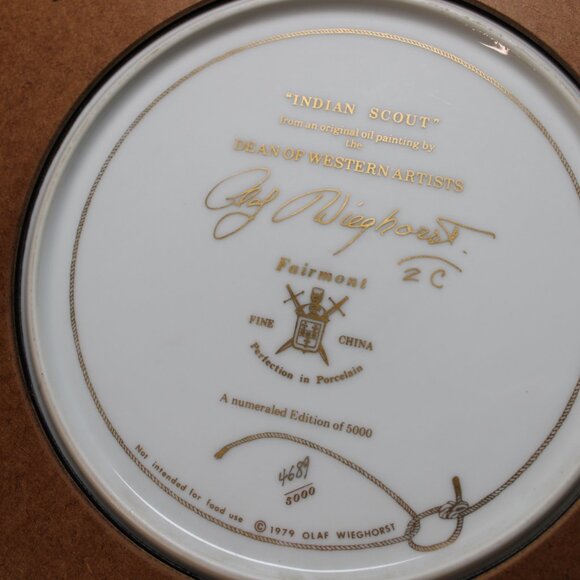 "INDIAN SCOUT"
from an original oil painting by
the
DEAN OF WESTERN ARTISTS
Olaf Wieghorst
2C
Fairmont
FINE CHINA
Perfection in Porcelain
A numeraled Edition of 5000
4689
5000
Not intended for food use
© 1979 OLAF WIEGHORST